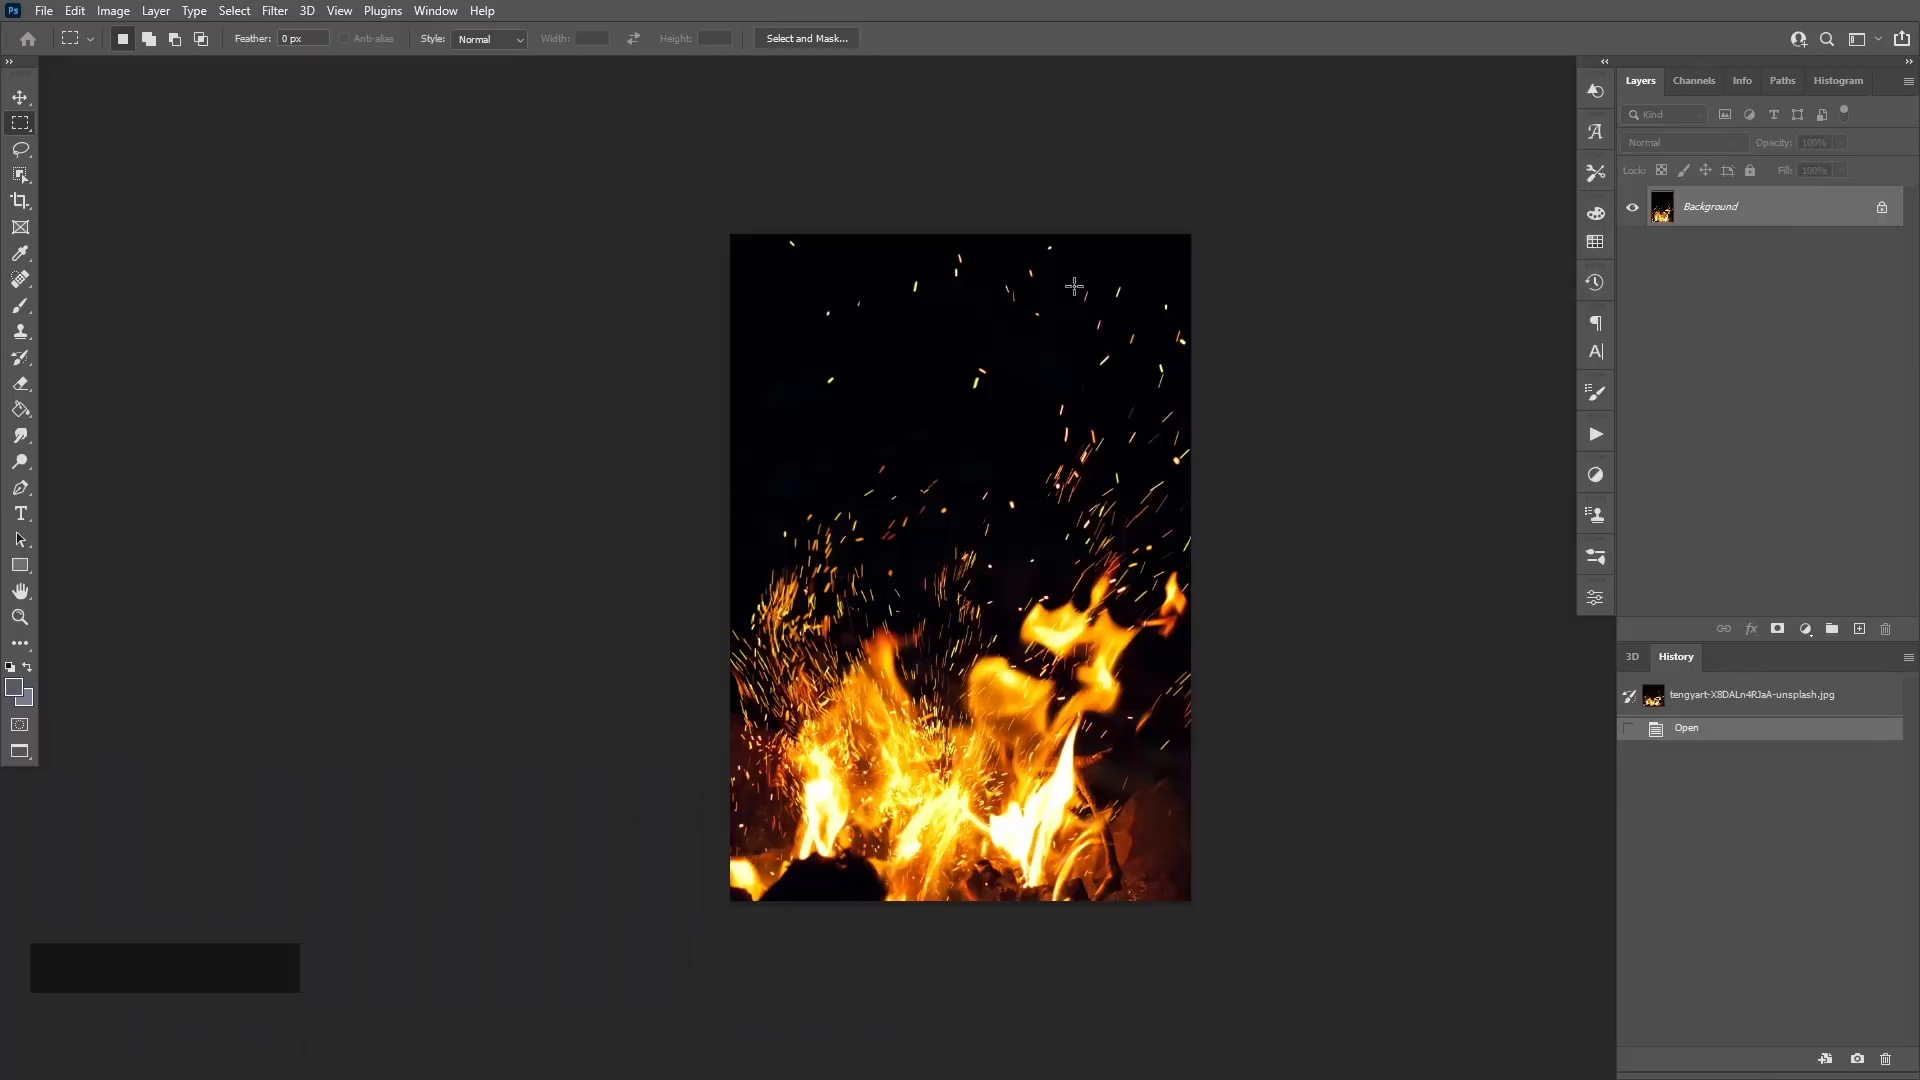 Ps File Edit Image Layer Type Select Filter 3D View Plugins Window Help
Feather: 0 px Anti-alias Style: Normal Width: Height: Select and Mask...
Layers Channels Info Paths Histogram
Kind
Normal Opacity: 100%
Lock: Fill: 100%
Background
3D History
tengyart-X8DALn4RJaA-unsplash.jpg
Open